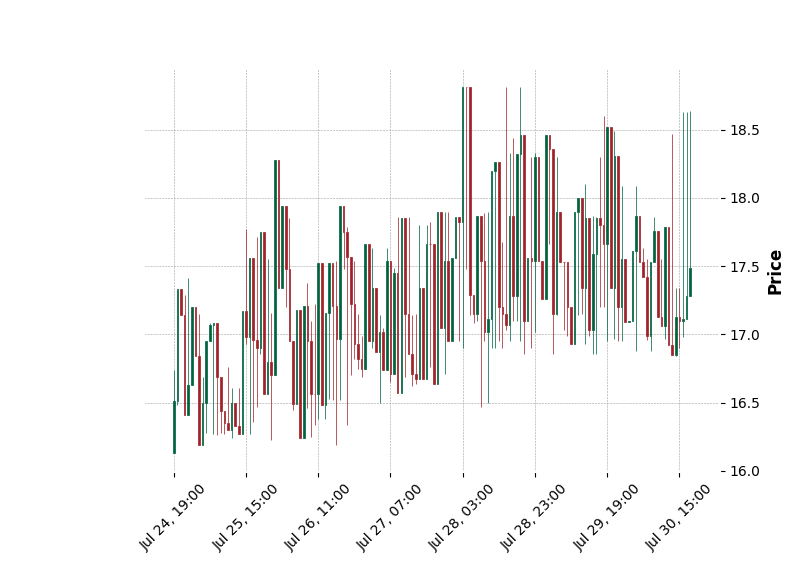 18.5
18.0
17.5
17.0
16.5
16.0
Price
Jul 24, 19:00
Jul 25, 15:00
Jul 26, 11:00
Jul 27, 07:00
Jul 28, 03:00
Jul 28, 23:00
Jul 29, 19:00
Jul 30, 15:00